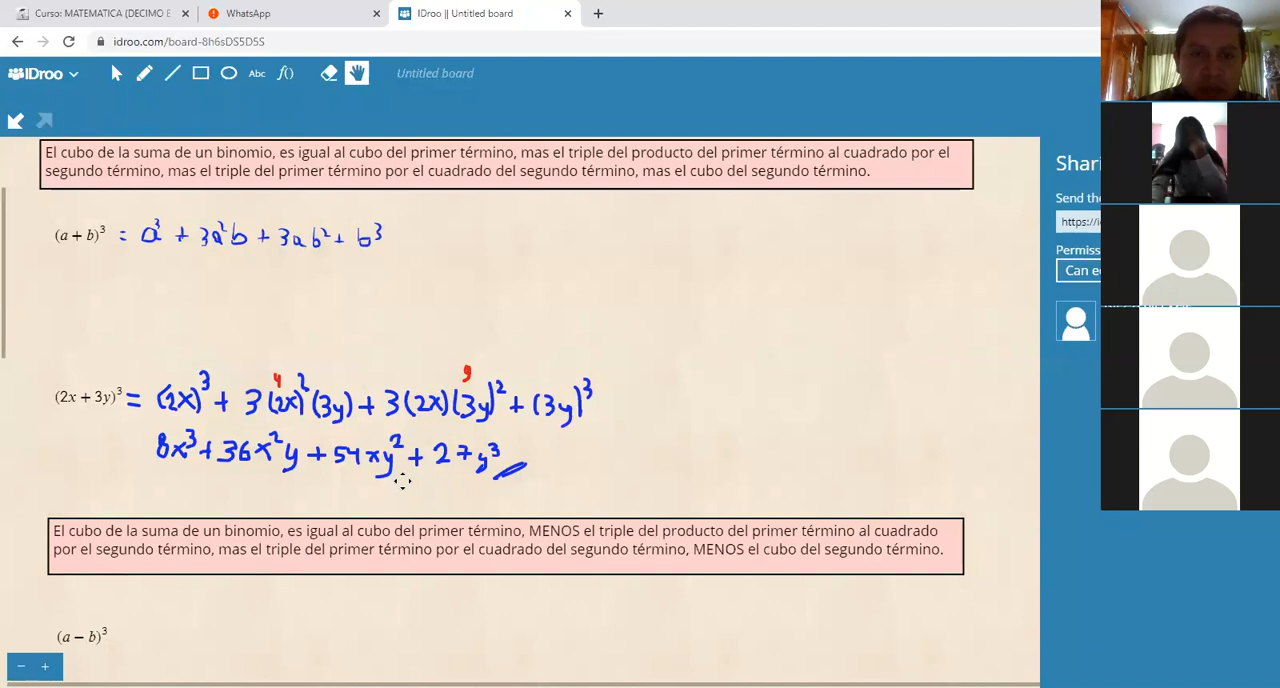 Curso: MATEMATICA (DECIMO E
WhatsApp
IDroo || Untitled board
idroo.com/board-8h6sDS5D5S
IDroo
Abc
f()
Untitled board
El cubo de la suma de un binomio, es igual al cubo del primer término, mas el triple del producto del primer término al cuadrado por el
segundo término, mas el triple del primer término por el cuadrado del segundo término, mas el cubo del segundo término.
(a + b)³ = a³ + 3a²b + 3ab² + b³
4 9
(2x + 3y)³ = (2x)³ + 3(2x)²(3y) + 3(2x)(3y)² + (3y)³
8x³ + 36x²y + 54xy² + 27y³
El cubo de la suma de un binomio, es igual al cubo del primer término, MENOS el triple del producto del primer término al cuadrado
por el segundo término, mas el triple del primer término por el cuadrado del segundo término, MENOS el cubo del segundo término.
(a − b)³
Shari
Send the
https://i
Permiss
Can e